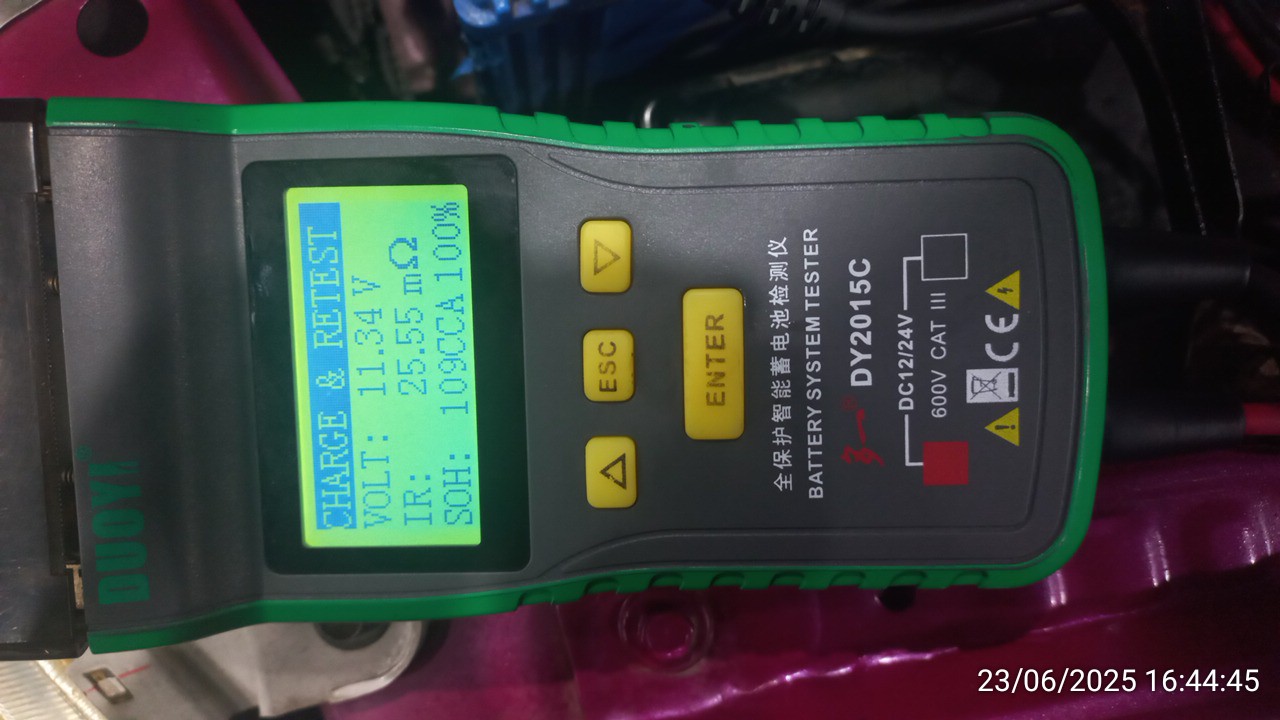 DUOYI®
CHARGE & RETEST
VOLT: 11.34 V
IR: 25.55 mΩ
SOH: 109CCA 100%
ESC
ENTER
全保护智能蓄电池检测仪
BATTERY SYSTEM TESTER
DY2015C
DC12/24V
600V CAT III
CE
23/06/2025 16:44:45